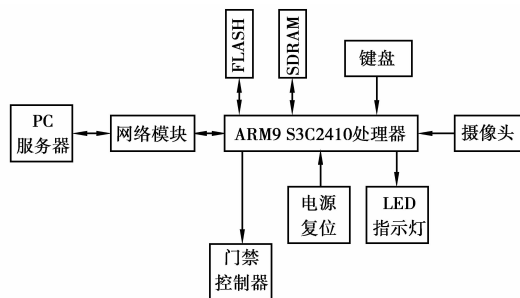 FLASH
SDRAM
键盘
PC
服务器
网络模块
ARM9 S3C2410处理器
摄像头
电源
复位
LED
指示灯
门禁
控制器